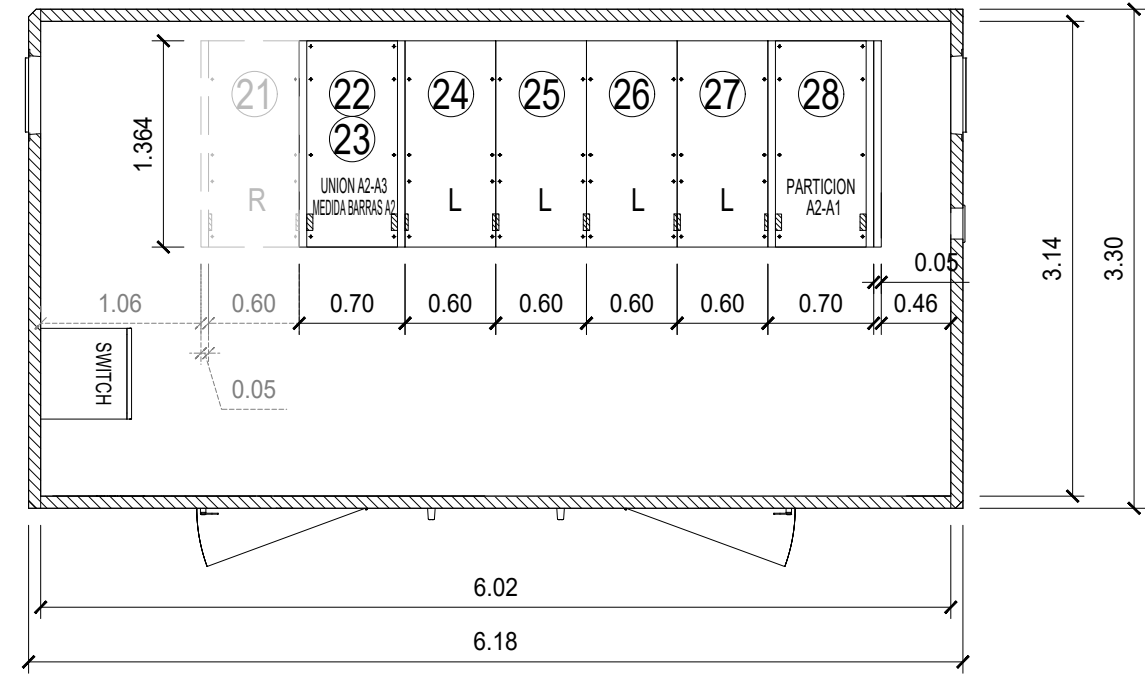 21
22
23
24
25
26
27
28
UNION A2-A3
MEDIDA BARRAS A2
PARTICION
A2-A1
R
L
L
L
L
1.364
3.14
3.30
0.05
1.06
0.60
0.70
0.60
0.60
0.60
0.60
0.70
0.46
0.05
SWITCH
6.02
6.18